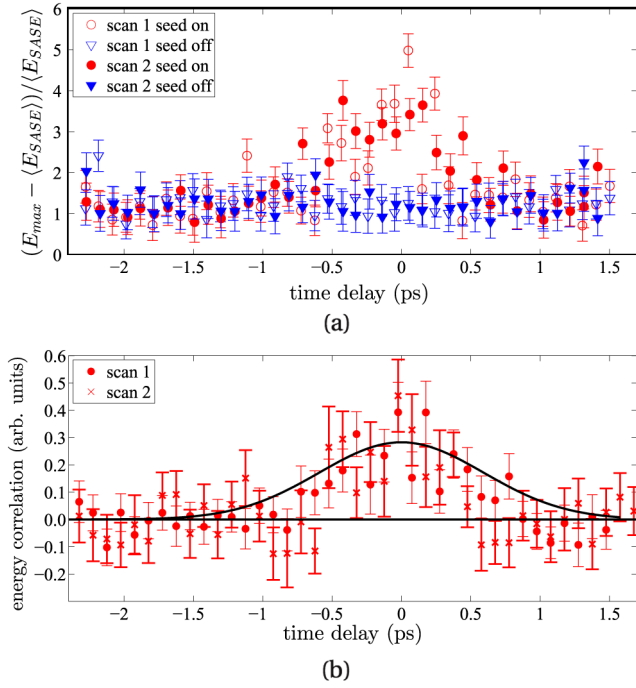 6
5
4
3
2
1
0
(E_max − ⟨E_SASE⟩)/⟨E_SASE⟩
scan 1 seed on
scan 1 seed off
scan 2 seed on
scan 2 seed off
−2 −1.5 −1 −0.5 0 0.5 1 1.5
time delay (ps)
(a)
0.6
0.5
0.4
0.3
0.2
0.1
0.0
−0.1
−0.2
energy correlation (arb. units)
scan 1
scan 2
−2 −1.5 −1 −0.5 0 0.5 1 1.5
time delay (ps)
(b)